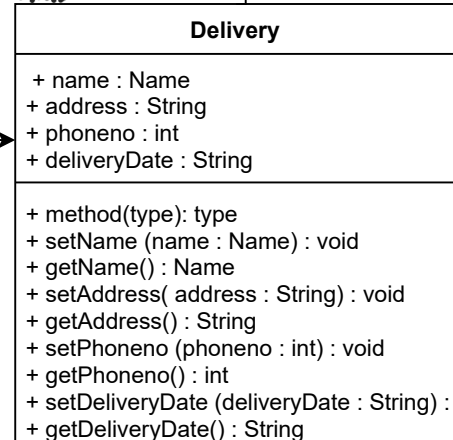 Delivery
+ name : Name
+ address : String
+ phoneno : int
+ deliveryDate : String
+ method(type): type
+ setName (name : Name) : void
+ getName() : Name
+ setAddress( address : String) : void
+ getAddress() : String
+ setPhoneno (phoneno : int) : void
+ getPhoneno() : int
+ setDeliveryDate (deliveryDate : String) :
+ getDeliveryDate() : String